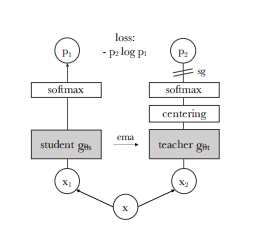 loss:
p₁
- p₂ log p₁
p₂
sg
softmax
softmax
centering
student gθs
ema
teacher gθt
x₁
x₂
x